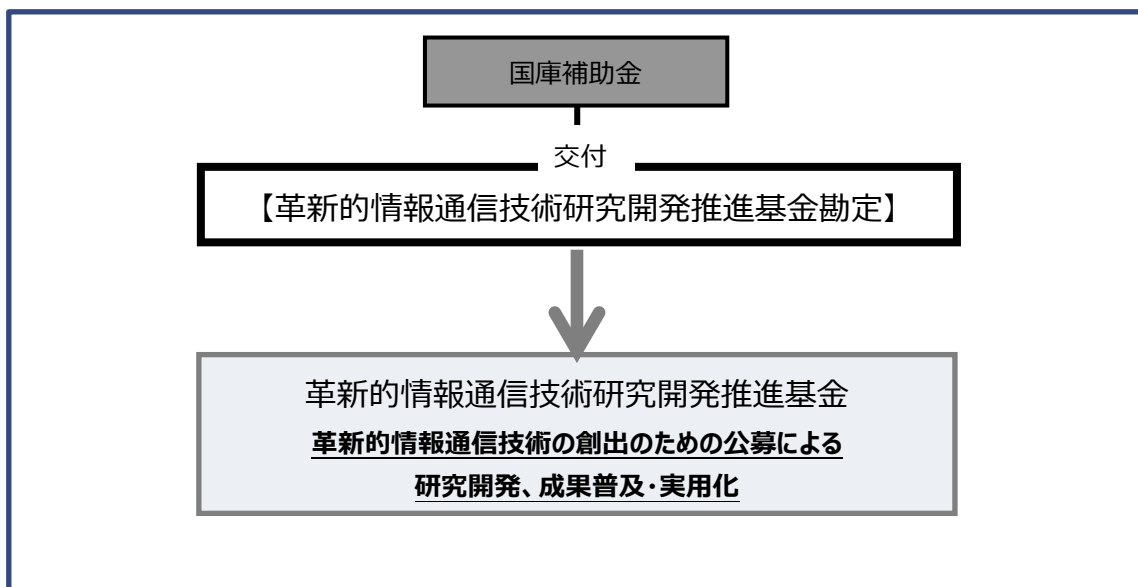 国庫補助金
交付
【革新的情報通信技術研究開発推進基金勘定】
革新的情報通信技術研究開発推進基金
革新的情報通信技術の創出のための公募による
研究開発、成果普及・実用化